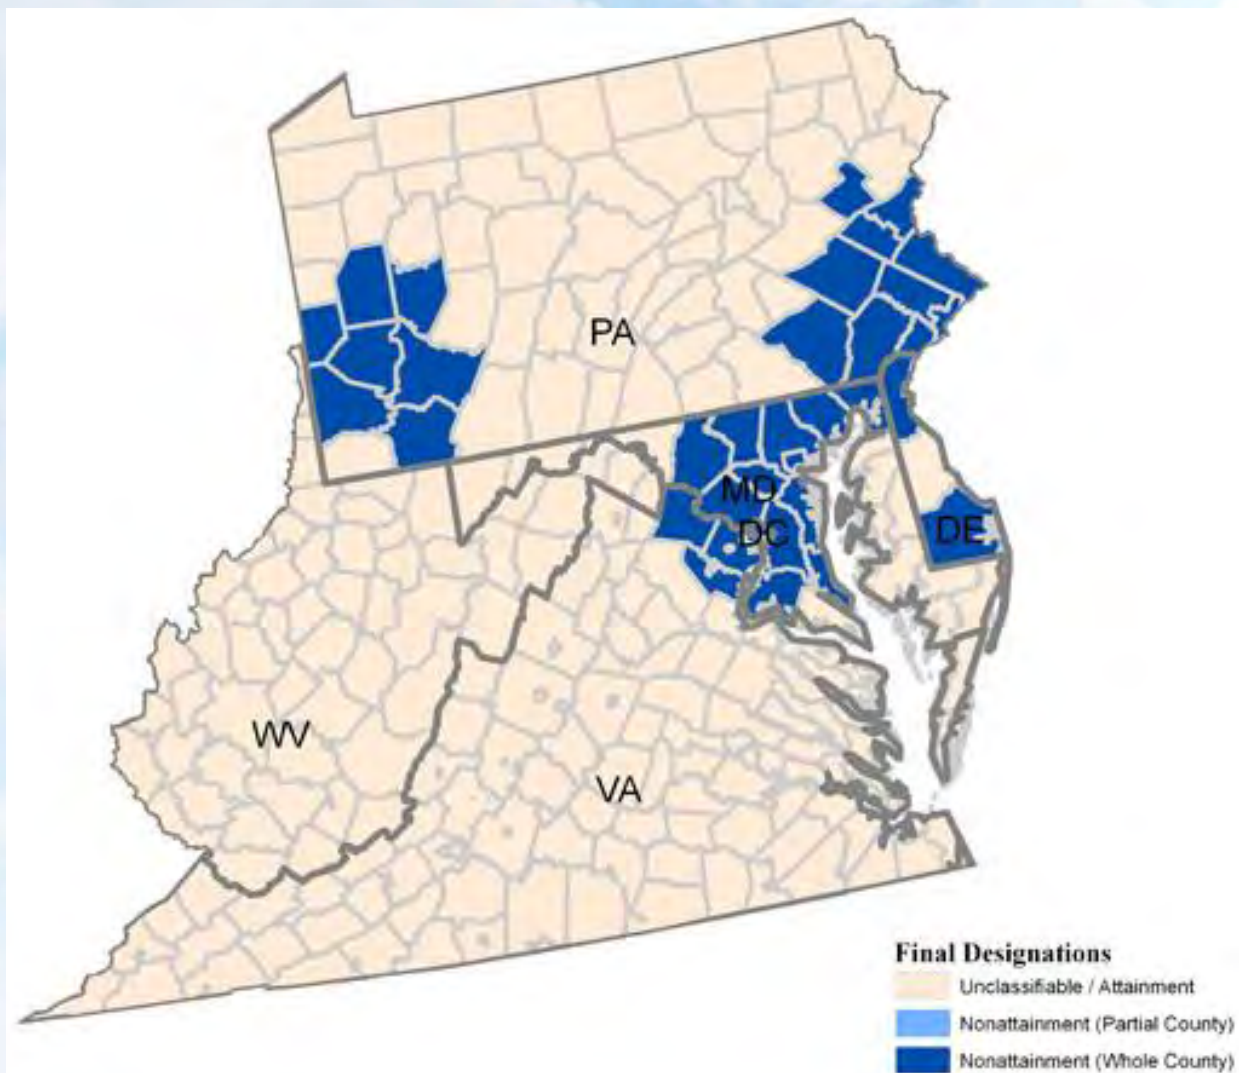 PA
MD
DC
DE
WV
VA
Final Designations
Unclassifiable / Attainment
Nonattainment (Partial County)
Nonattainment (Whole County)